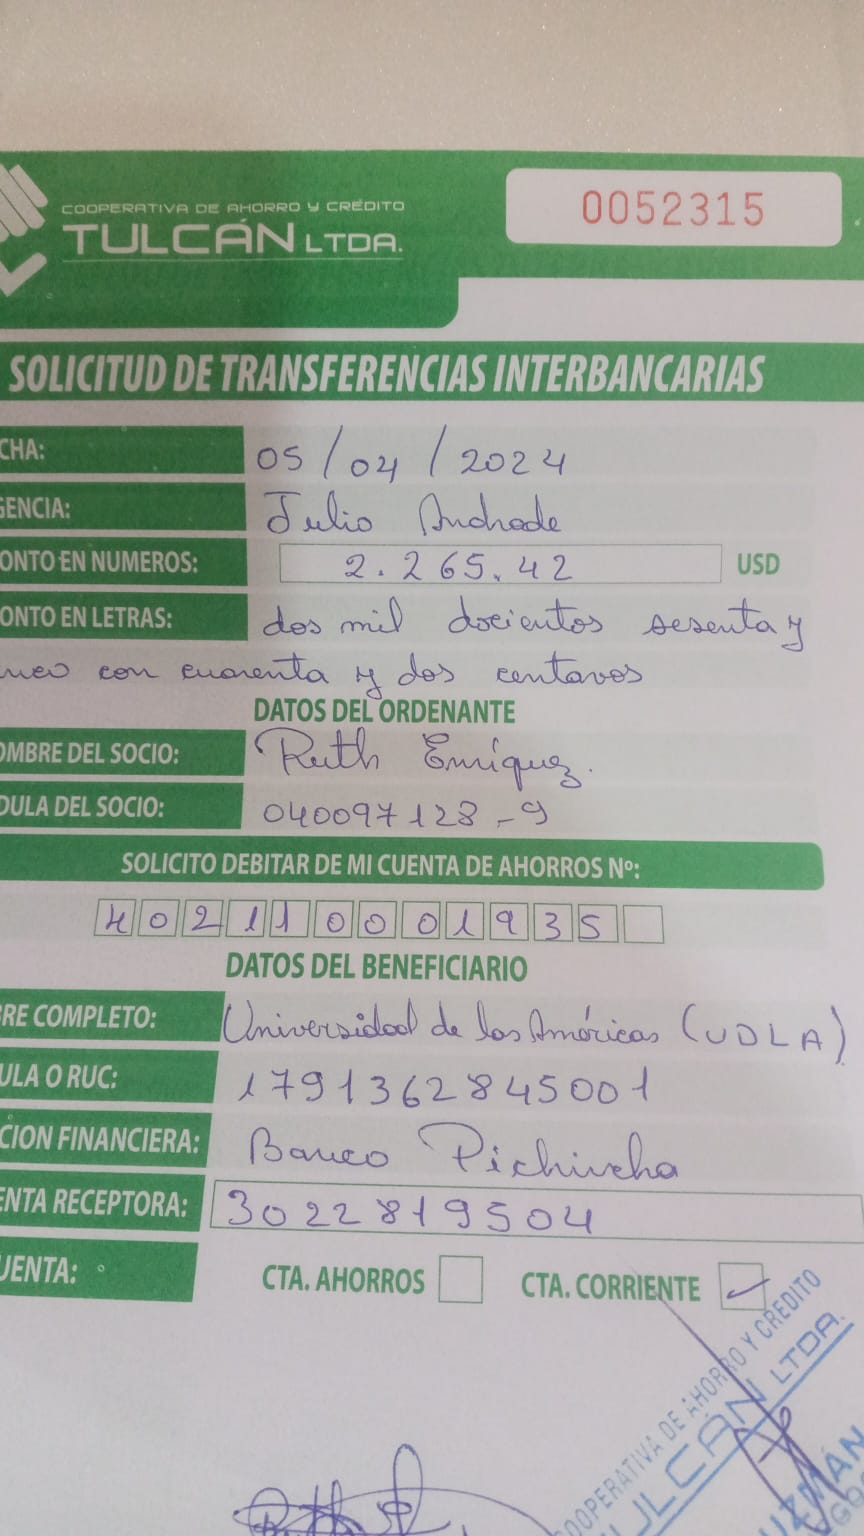 COOPERATIVA DE AHORRO Y CRÉDITO
TULCÁN LTDA.
0052315
SOLICITUD DE TRANSFERENCIAS INTERBANCARIAS
CHA: 05/04/2024
GENCIA: Julio Andrade
ONTO EN NUMEROS: 2.265.42 USD
ONTO EN LETRAS: dos mil docientos sesenta y
con cuarenta y dos centavos
DATOS DEL ORDENANTE
OMBRE DEL SOCIO: Ruth Enríquez.
DULA DEL SOCIO: 040097128-9
SOLICITO DEBITAR DE MI CUENTA DE AHORROS Nº:
402110001935
DATOS DEL BENEFICIARIO
RE COMPLETO: Universidad de las Américas (UDLA)
ULA O RUC: 1791362845001
CION FINANCIERA: Banco Pichincha
ENTA RECEPTORA: 3022819504
UENTA: CTA. AHORROS CTA. CORRIENTE ✓
COOPERATIVA DE AHORRO Y CREDITO
TULCÁN LTDA.